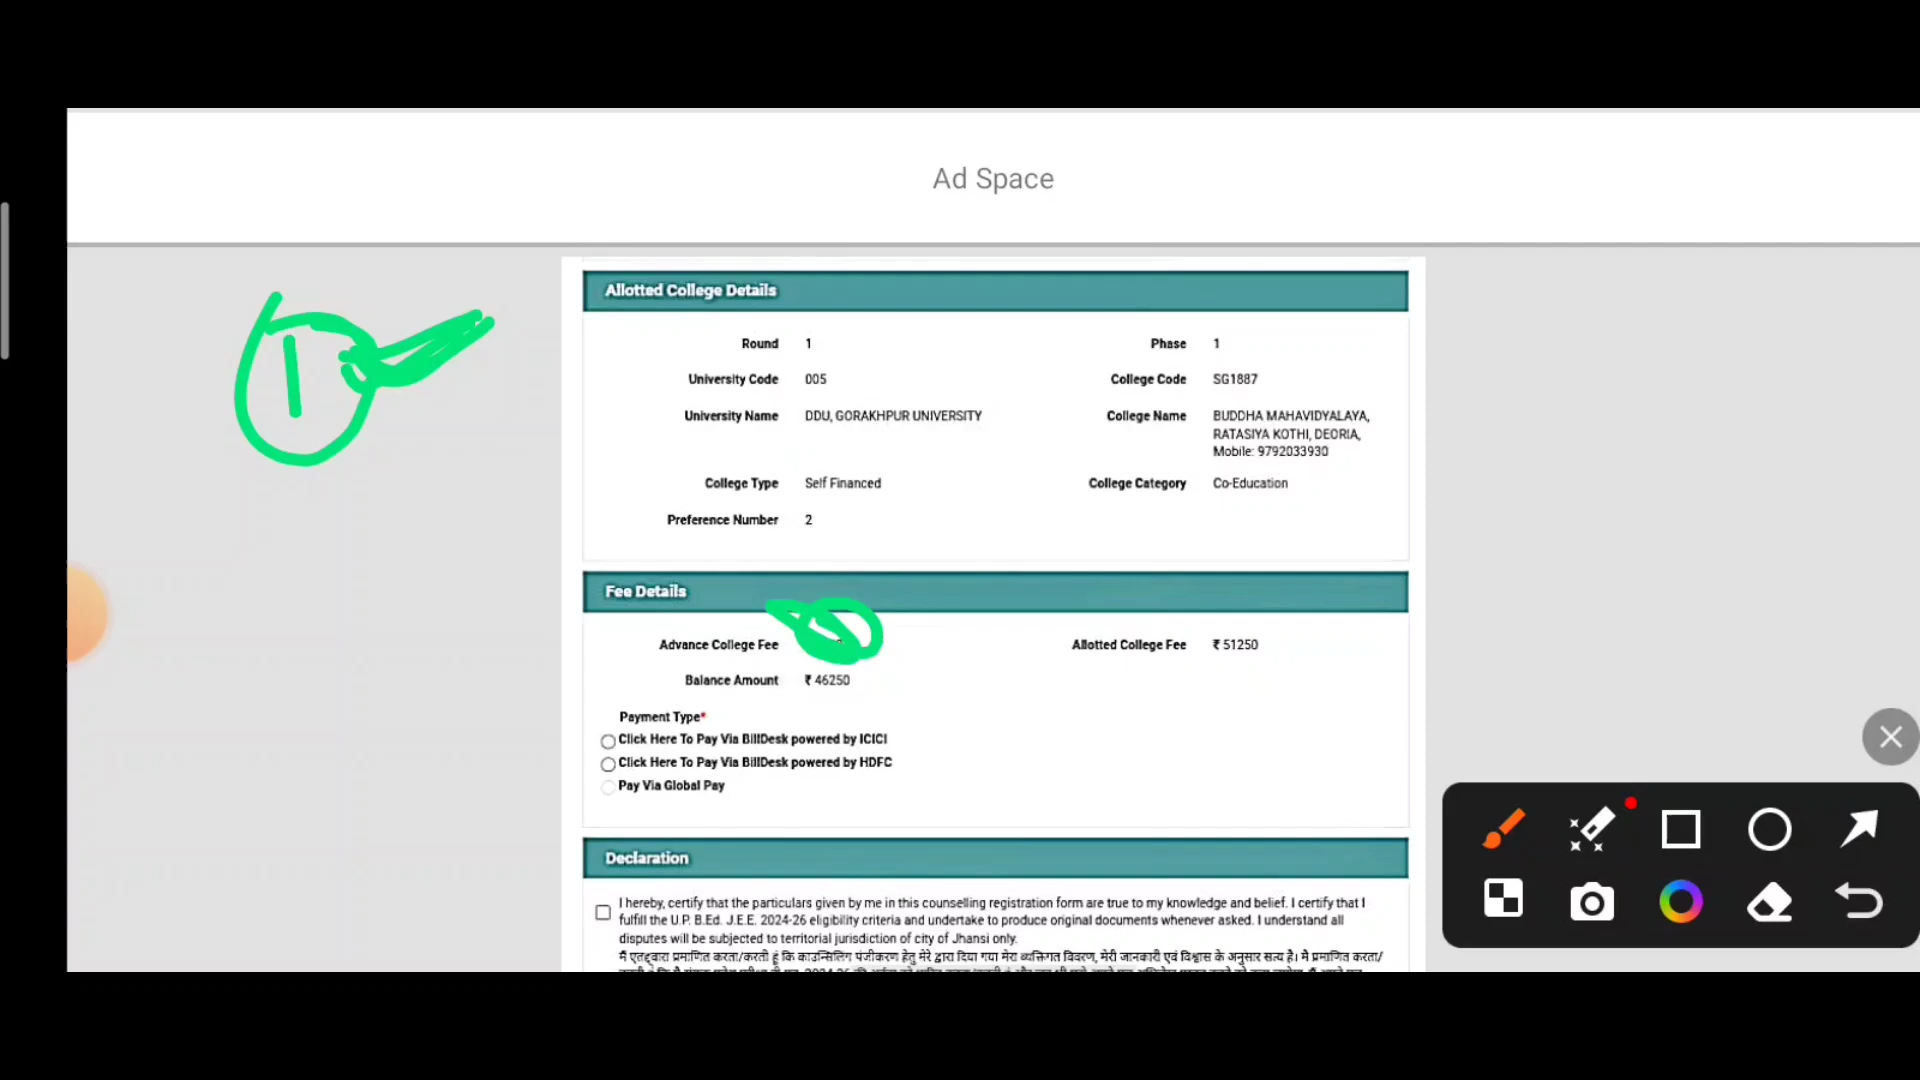 Ad Space
Allotted College Details
Round 1 Phase 1
University Code 005 College Code SG1887
University Name DDU, GORAKHPUR UNIVERSITY College Name BUDDHA MAHAVIDYALAYA,
RATASIYA KOTHI, DEORIA,
Mobile: 9792033930
College Type Self Financed College Category Co-Education
Preference Number 2
1
Fee Details
Advance College Fee Allotted College Fee ₹ 51250
Balance Amount ₹ 46250
Payment Type*
Click Here To Pay Via BillDesk powered by ICICI
Click Here To Pay Via BillDesk powered by HDFC
Pay Via Global Pay
Declaration
I hereby, certify that the particulars given by me in this counselling registration form are true to my knowledge and belief. I certify that I
fulfill the U.P. B.Ed. J.E.E. 2024-26 eligibility criteria and undertake to produce original documents whenever asked. I understand all
disputes will be subjected to territorial jurisdiction of city of Jhansi only.
मैं एतद्द्वारा प्रमाणित करता/करती हूं कि काउन्सिलिंग पंजीकरण हेतु मेरे द्वारा दिया गया मेरा व्यक्तिगत विवरण, मेरी जानकारी एवं विश्वास के अनुसार सत्य है। मै प्रमाणित करता/